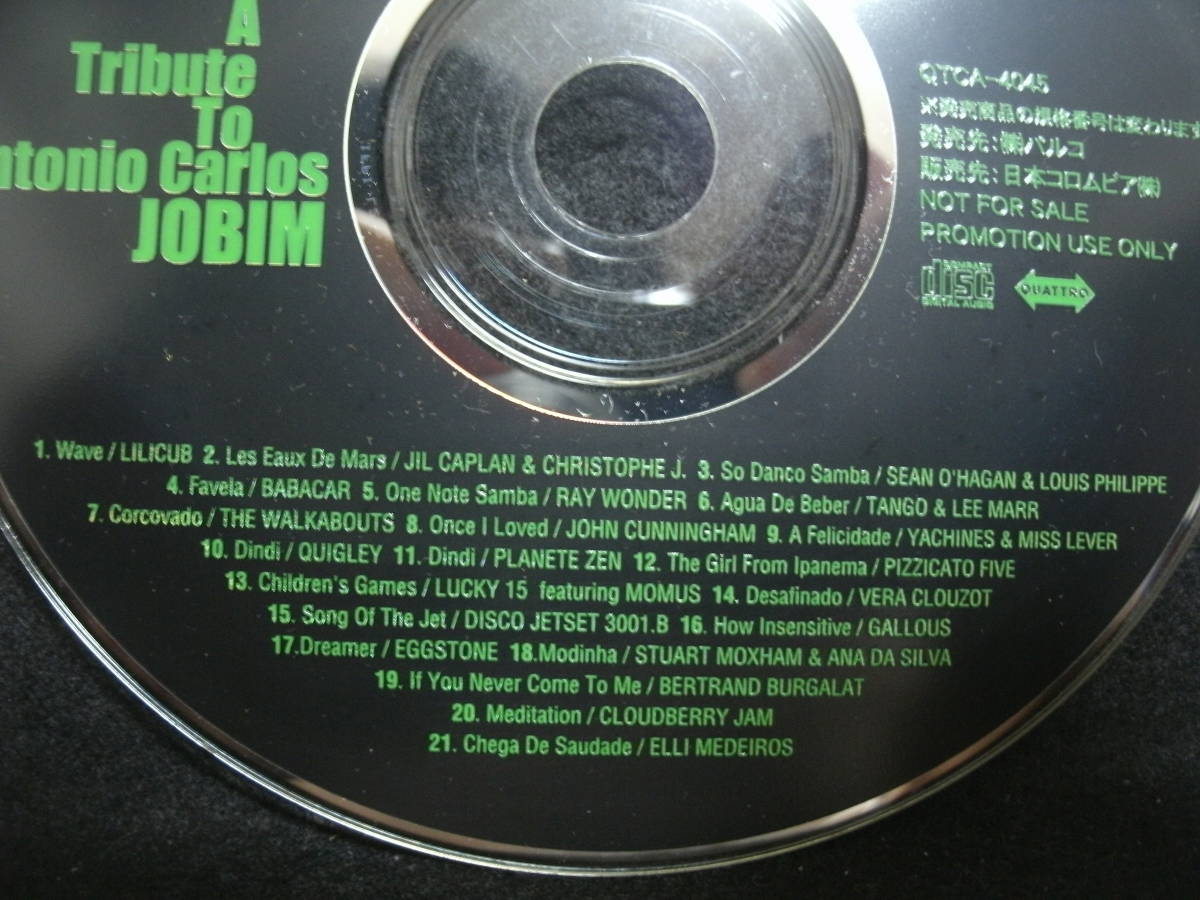 A
Tribute
To
ntonio Carlos
JOBIM
QTCA-4045
※発売商品の規格番号は変わります
発売元:㈱パルコ
販売元:日本コロムビア㈱
NOT FOR SALE
PROMOTION USE ONLY
COMPACT
disc
DIGITAL AUDIO
QUATTRO
1. Wave / LILICUB 2. Les Eaux De Mars / JIL CAPLAN & CHRISTOPHE J. 3. So Danco Samba / SEAN O'HAGAN & LOUIS PHILIPPE
4. Favela / BABACAR 5. One Note Samba / RAY WONDER 6. Agua De Beber / TANGO & LEE MARR
7. Corcovado / THE WALKABOUTS 8. Once I Loved / JOHN CUNNINGHAM 9. A Felicidade / YACHINES & MISS LEVER
10. Dindi / QUIGLEY 11. Dindi / PLANETE ZEN 12. The Girl From Ipanema / PIZZICATO FIVE
13. Children's Games / LUCKY 15 featuring MOMUS 14. Desafinado / VERA CLOUZOT
15. Song Of The Jet / DISCO JETSET 3001.B 16. How Insensitive / GALLOUS
17.Dreamer / EGGSTONE 18.Modinha / STUART MOXHAM & ANA DA SILVA
19. If You Never Come To Me / BERTRAND BURGALAT
20. Meditation / CLOUDBERRY JAM
21. Chega De Saudade / ELLI MEDEIROS